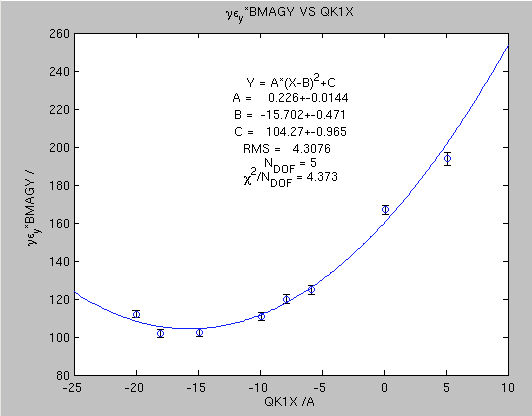 γϵy*BMAGY VS QK1X
Y = A*(X-B)2+C
A = 0.226+-0.0144
B = -15.702+-0.471
C = 104.27+-0.965
RMS = 4.3076
NDOF = 5
χ2/NDOF = 4.373
γϵy*BMAGY /
260
240
220
200
180
160
140
120
100
80
-25 -20 -15 -10 -5 0 5 10
QK1X /A